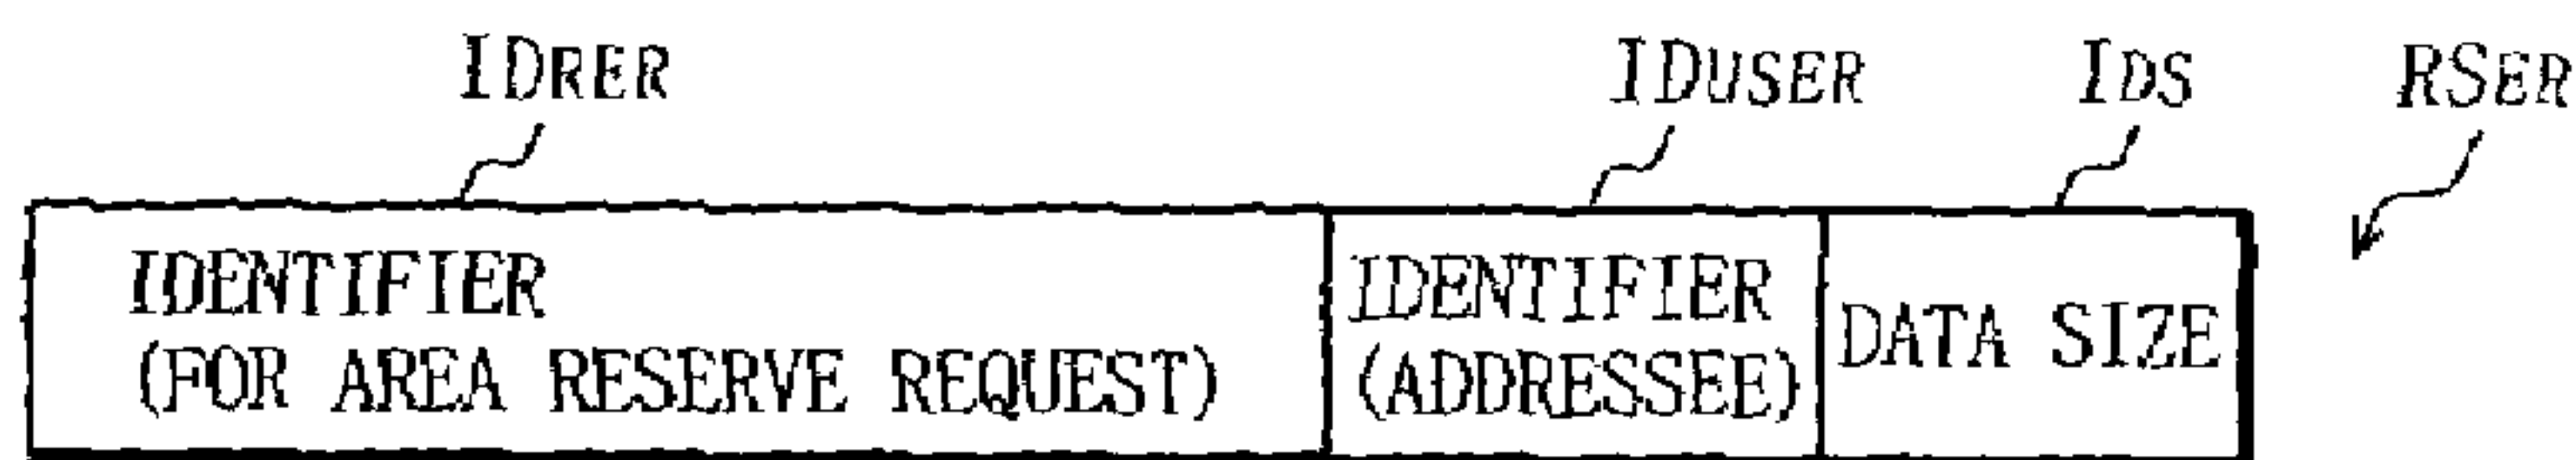 IDRER IDUSER IDS RSER
IDENTIFIER IDENTIFIER DATA SIZE
(FOR AREA RESERVE REQUEST) (ADDRESSEE)